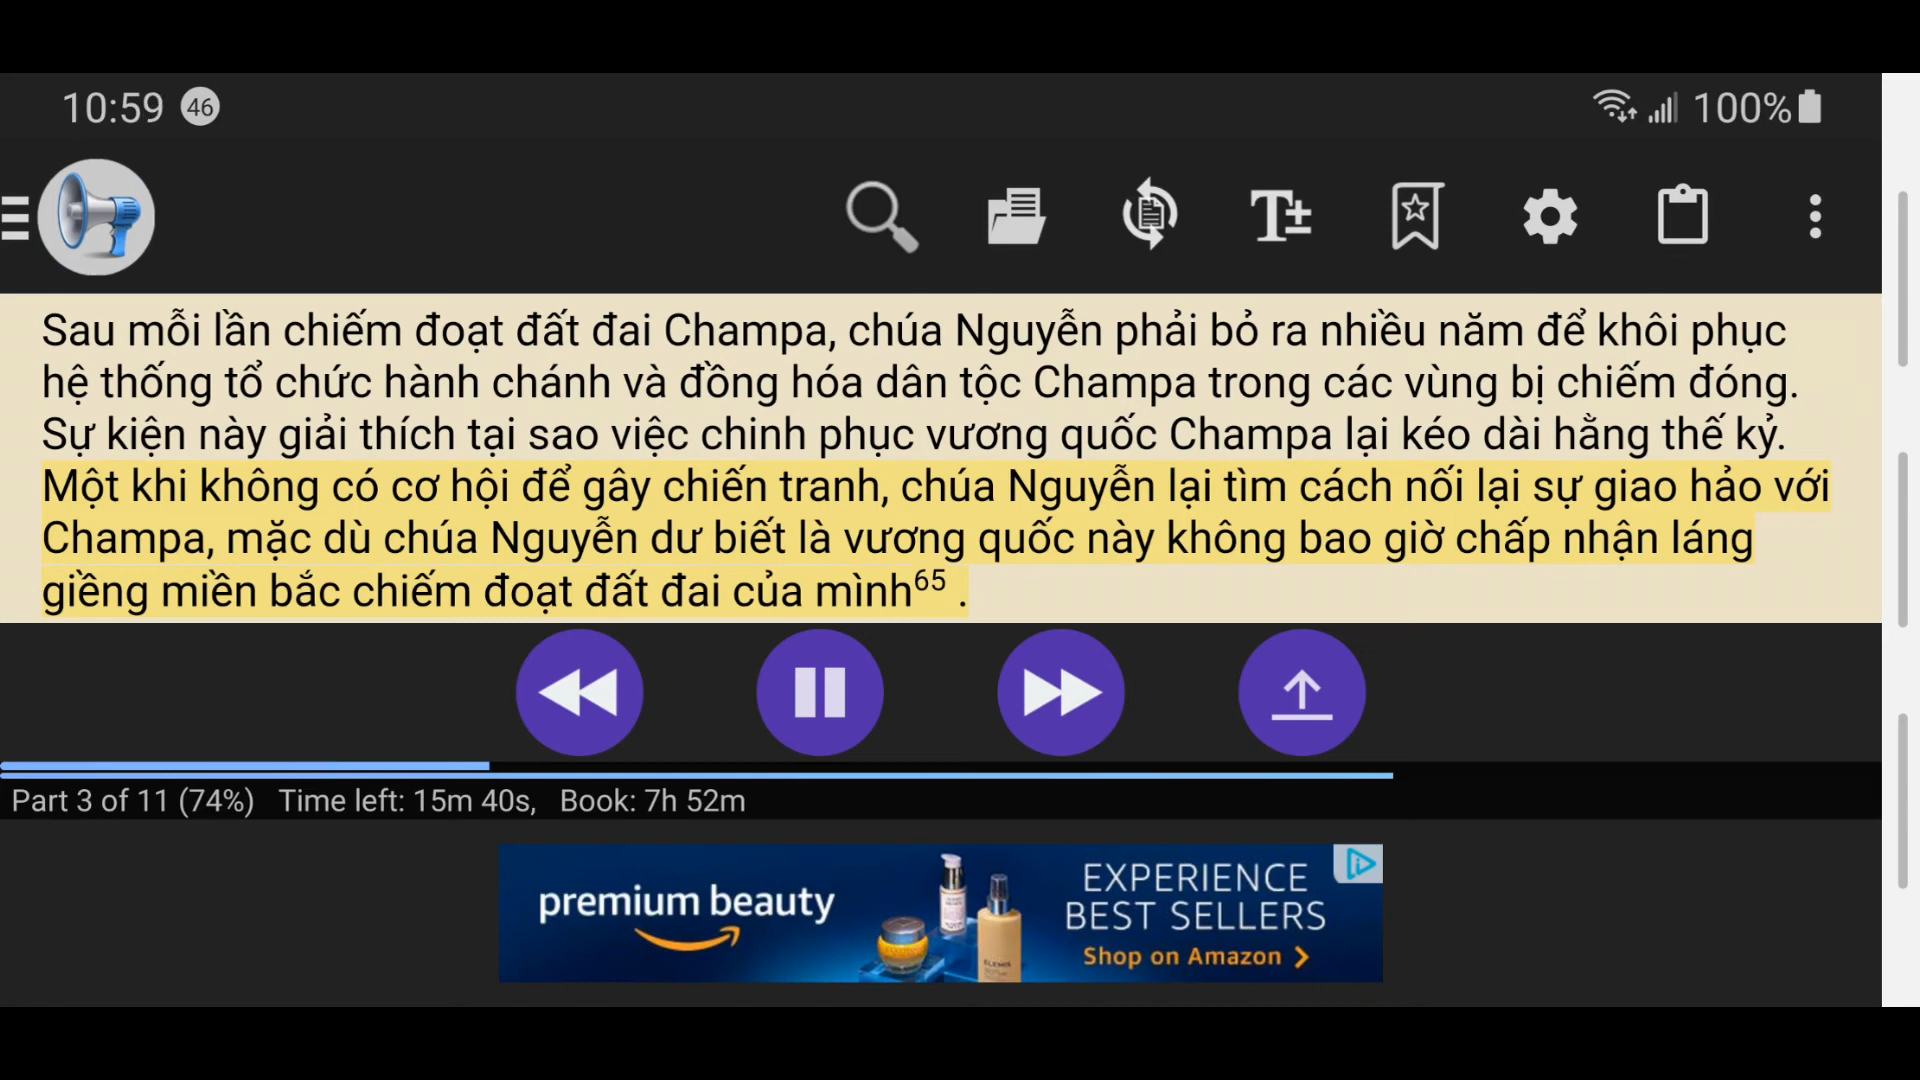 10:59 46 100%
T±
Sau mỗi lần chiếm đoạt đất đai Champa, chúa Nguyễn phải bỏ ra nhiều năm để khôi phục
hệ thống tổ chức hành chánh và đồng hóa dân tộc Champa trong các vùng bị chiếm đóng.
Sự kiện này giải thích tại sao việc chinh phục vương quốc Champa lại kéo dài hằng thế kỷ.
Một khi không có cơ hội để gây chiến tranh, chúa Nguyễn lại tìm cách nối lại sự giao hảo với
Champa, mặc dù chúa Nguyễn dư biết là vương quốc này không bao giờ chấp nhận láng
giềng miền bắc chiếm đoạt đất đai của mình⁶⁵ .
Part 3 of 11 (74%) Time left: 15m 40s, Book: 7h 52m
premium beauty
EXPERIENCE
BEST SELLERS
Shop on Amazon
ELEMIS